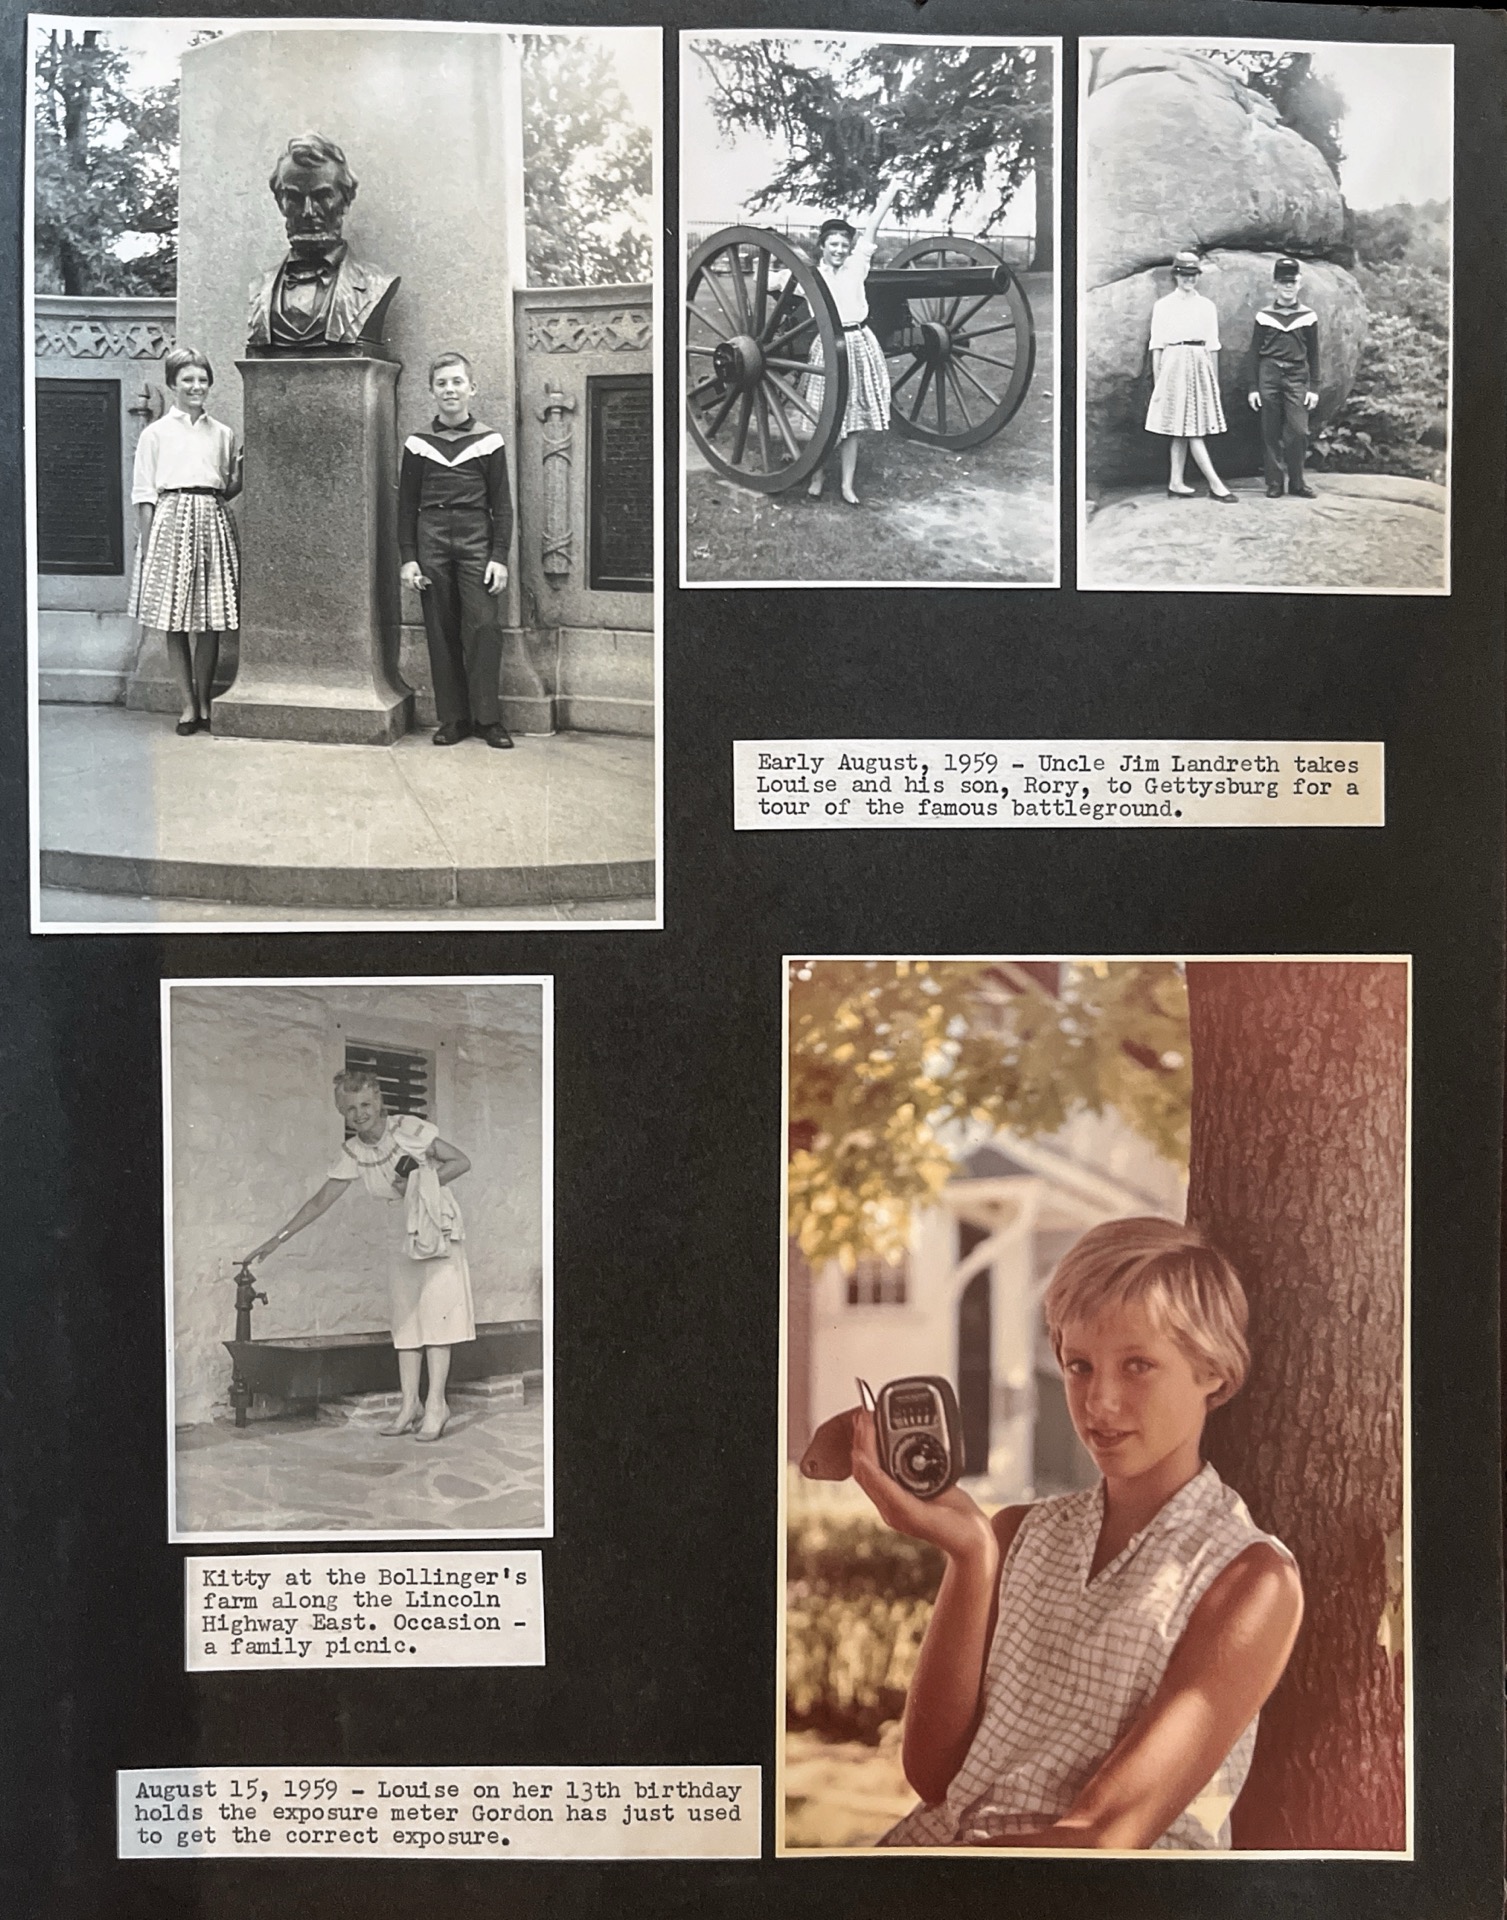 Early August, 1959 - Uncle Jim Landreth takes
Louise and his son, Rory, to Gettysburg for a
tour of the famous battleground.
Kitty at the Bollinger's
farm along the Lincoln
Highway East. Occasion -
a family picnic.
August 15, 1959 - Louise on her 13th birthday
holds the exposure meter Gordon has just used
to get the correct exposure.